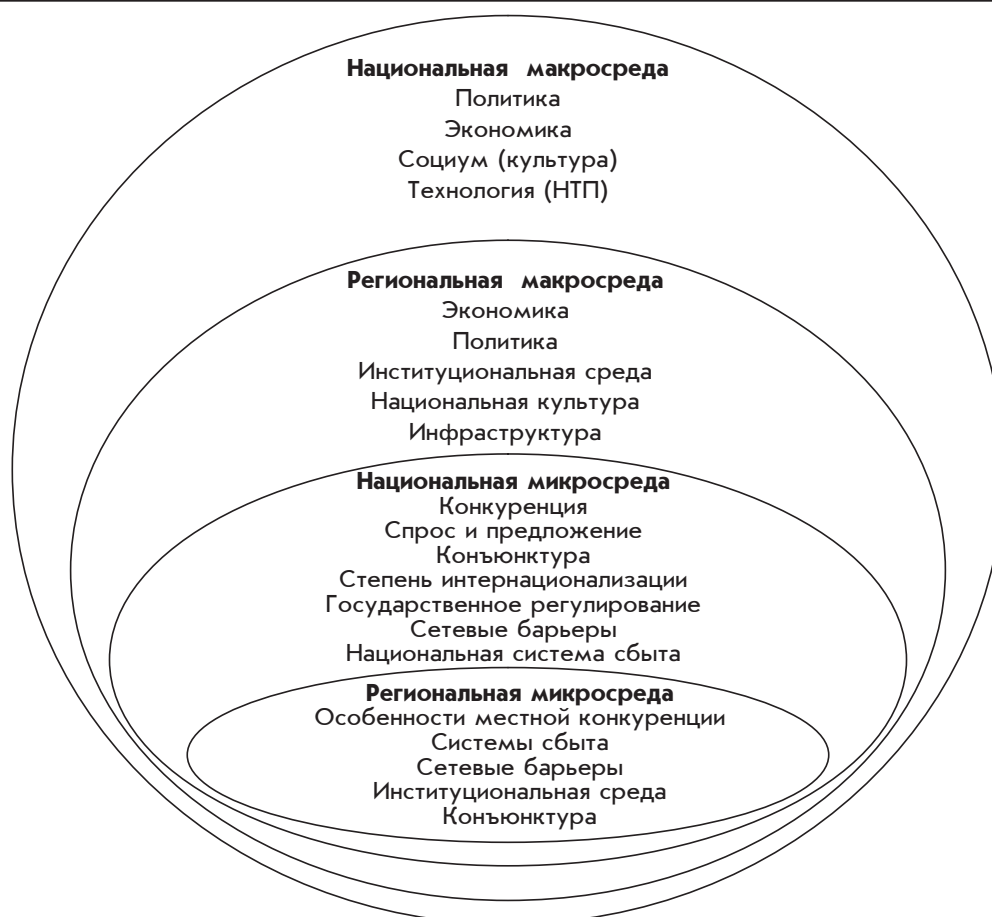 Национальная макросреда
Политика
Экономика
Социум (культура)
Технология (НТП)
Региональная макросреда
Экономика
Политика
Институциональная среда
Национальная культура
Инфраструктура
Национальная микросреда
Конкуренция
Спрос и предложение
Конъюнктура
Степень интернационализации
Государственное регулирование
Сетевые барьеры
Национальная система сбыта
Региональная микросреда
Особенности местной конкуренции
Системы сбыта
Сетевые барьеры
Институциональная среда
Конъюнктура